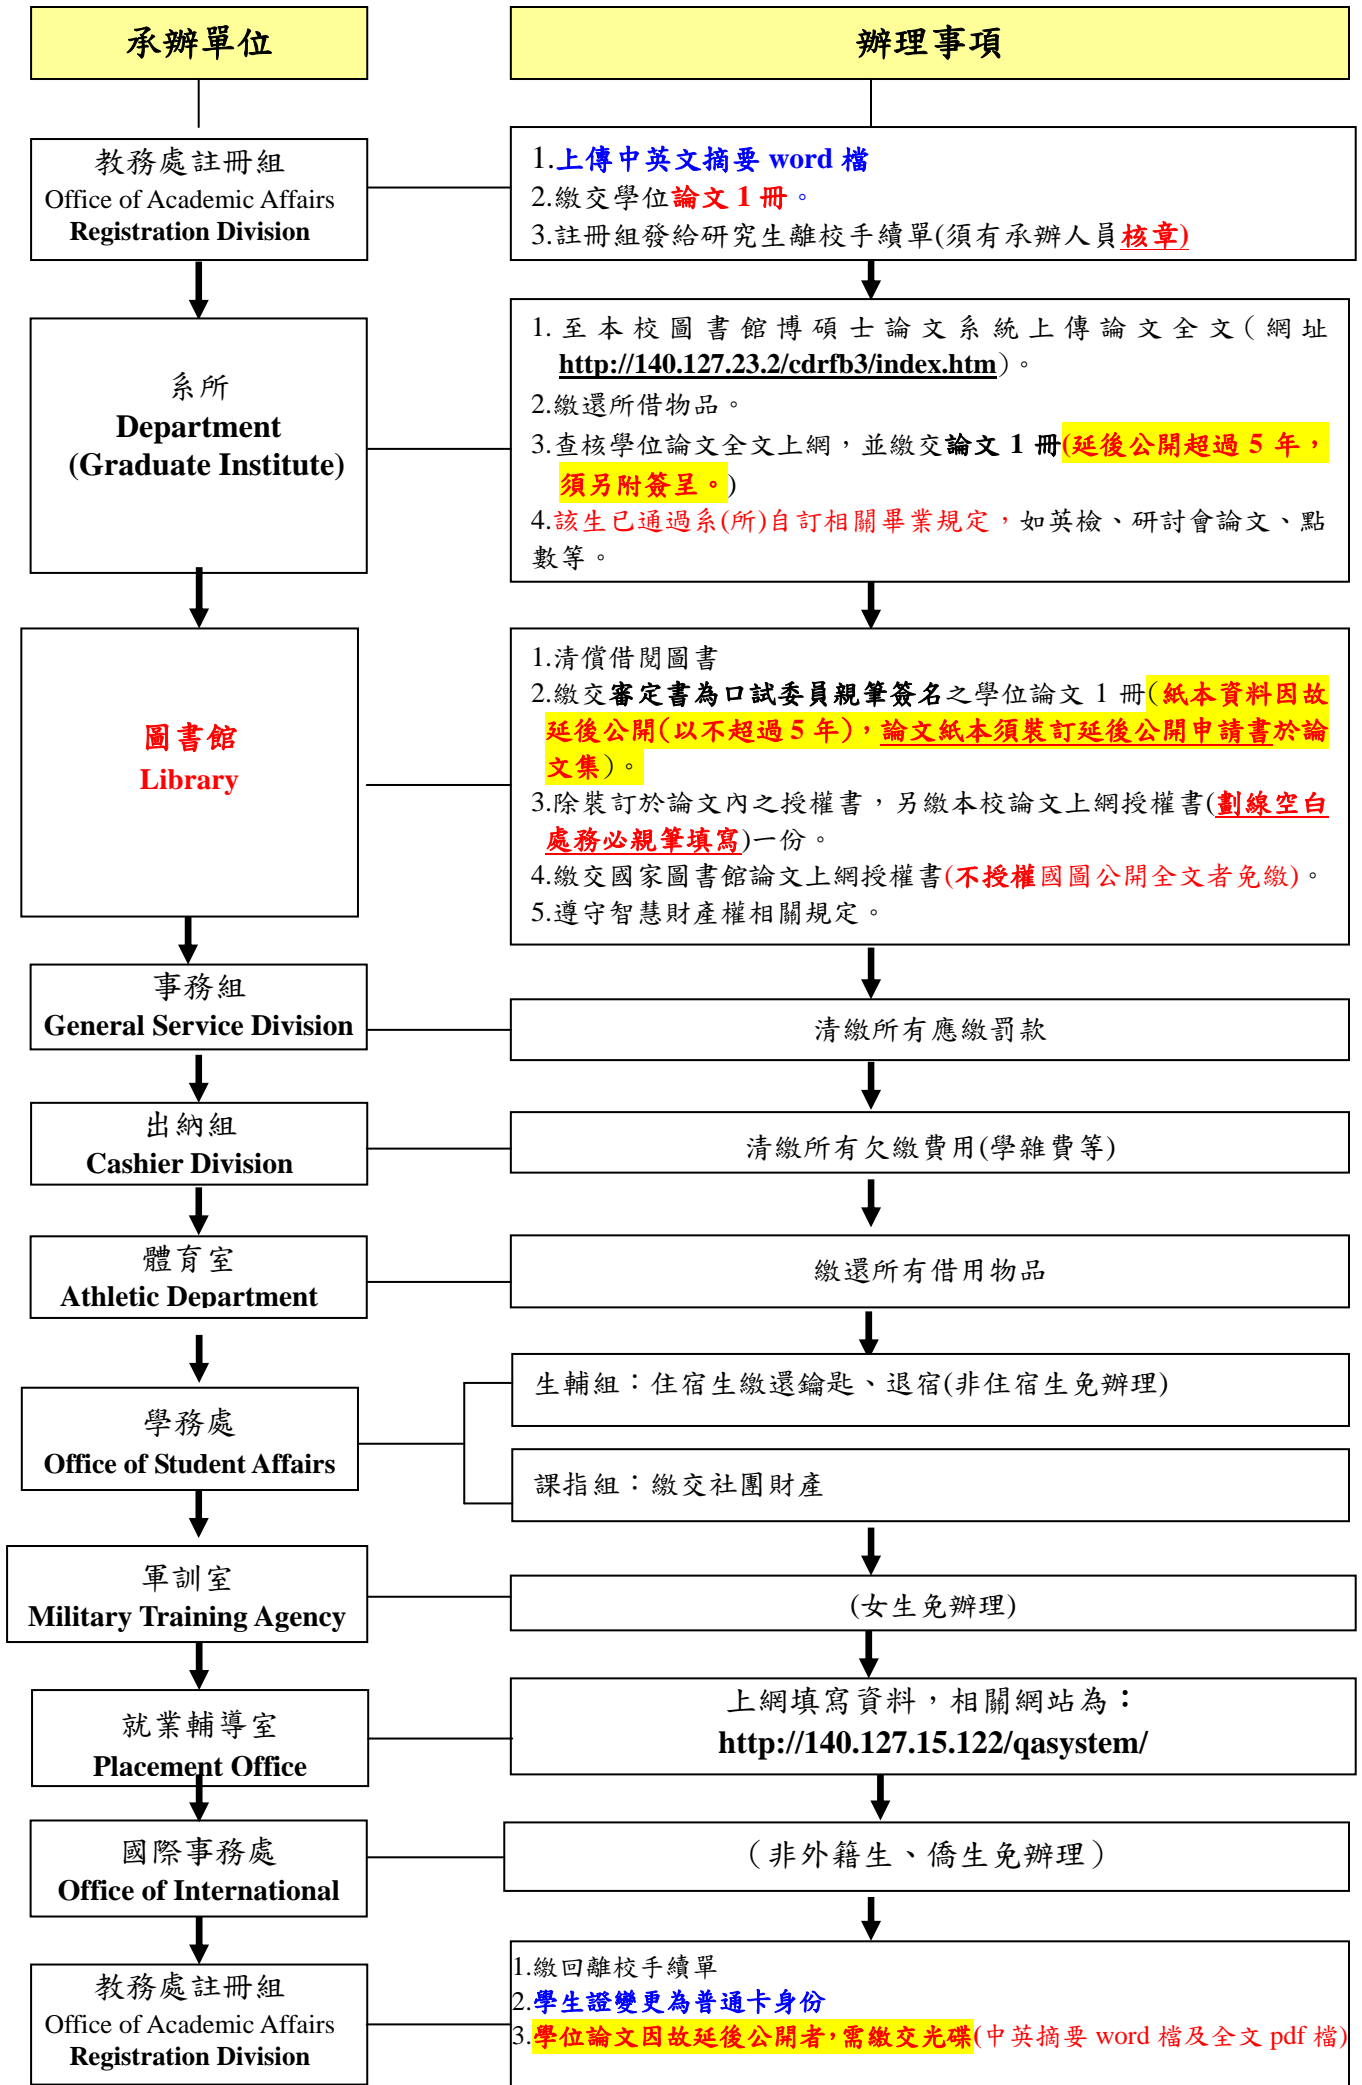 承辦單位
辦理事項
教務處註冊組
Office of Academic Affairs
Registration Division
1.上傳中英文摘要 word 檔
2.繳交學位論文 1 冊。
3.註冊組發給研究生離校手續單(須有承辦人員核章)
系所
Department
(Graduate Institute)
1. 至本校圖書館博碩士論文系統上傳論文全文(網址
http://140.127.23.2/cdrfb3/index.htm)。
2.繳還所借物品。
3.查核學位論文全文上網，並繳交論文 1 冊(延後公開超過 5 年，
須另附簽呈。)
4.該生已通過系(所)自訂相關畢業規定，如英檢、研討會論文、點
數等。
圖書館
Library
1.清償借閱圖書
2.繳交審定書為口試委員親筆簽名之學位論文 1 冊(紙本資料因故
延後公開(以不超過 5 年)，論文紙本須裝訂延後公開申請書於論
文集)。
3.除裝訂於論文內之授權書，另繳本校論文上網授權書(劃線空白
處務必親筆填寫)一份。
4.繳交國家圖書館論文上網授權書(不授權國圖公開全文者免繳)。
5.遵守智慧財產權相關規定。
事務組
General Service Division
清繳所有應繳罰款
出納組
Cashier Division
清繳所有欠繳費用(學雜費等)
體育室
Athletic Department
繳還所有借用物品
學務處
Office of Student Affairs
生輔組：住宿生繳還鑰匙、退宿(非住宿生免辦理)
課指組：繳交社團財產
軍訓室
Military Training Agency
(女生免辦理)
就業輔導室
Placement Office
上網填寫資料，相關網站為：
http://140.127.15.122/qasystem/
國際事務處
Office of International
（非外籍生、僑生免辦理）
教務處註冊組
Office of Academic Affairs
Registration Division
1.繳回離校手續單
2.學生證變更為普通卡身份
3.學位論文因故延後公開者，需繳交光碟(中英摘要 word 檔及全文 pdf 檔)